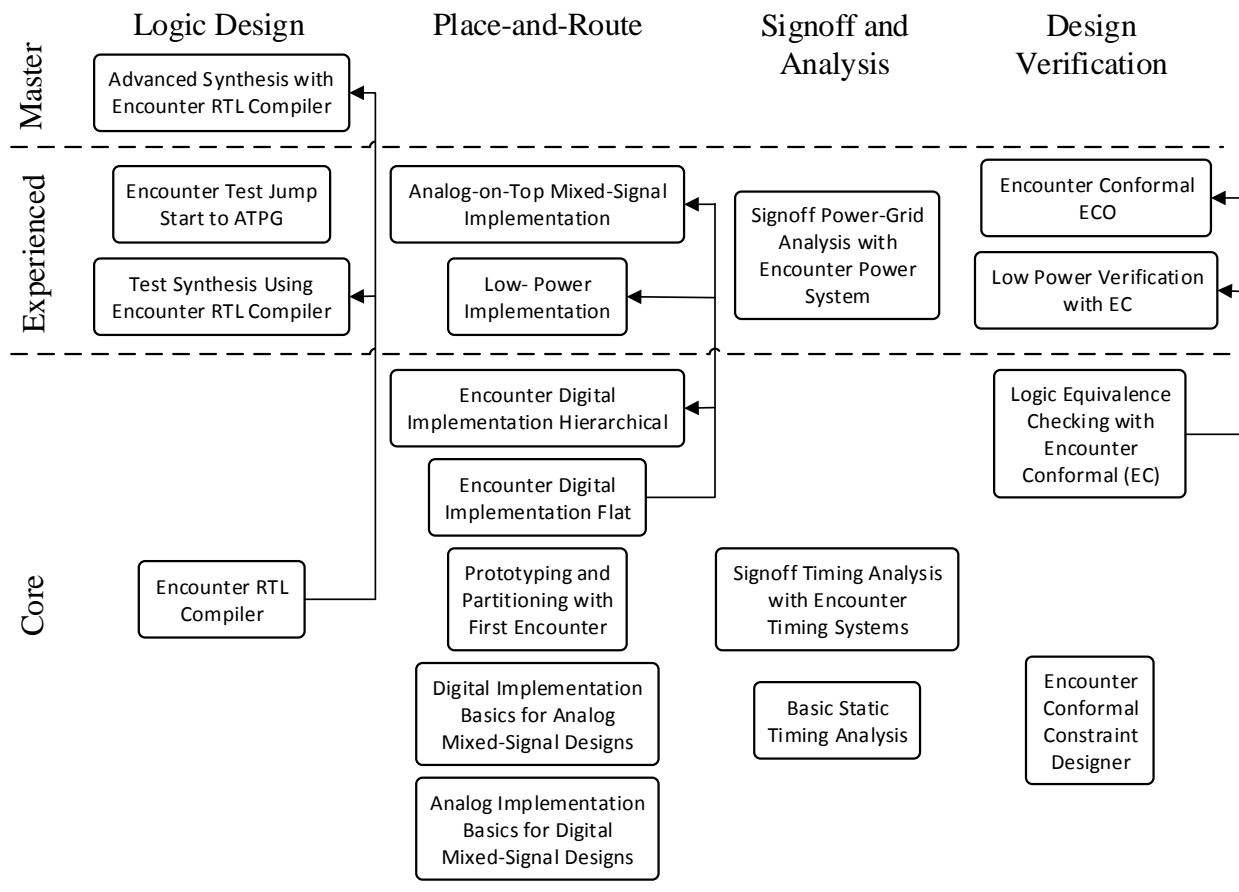 Logic Design
Place-and-Route
Signoff and
Analysis
Design
Verification
Master
Advanced Synthesis with
Encounter RTL Compiler
Experienced
Encounter Test Jump
Start to ATPG
Test Synthesis Using
Encounter RTL Compiler
Analog-on-Top Mixed-Signal
Implementation
Low- Power
Implementation
Signoff Power-Grid
Analysis with
Encounter Power
System
Encounter Conformal
ECO
Low Power Verification
with EC
Core
Encounter RTL
Compiler
Encounter Digital
Implementation Hierarchical
Encounter Digital
Implementation Flat
Prototyping and
Partitioning with
First Encounter
Digital Implementation
Basics for Analog
Mixed-Signal Designs
Analog Implementation
Basics for Digital
Mixed-Signal Designs
Signoff Timing Analysis
with Encounter
Timing Systems
Basic Static
Timing Analysis
Logic Equivalence
Checking with
Encounter
Conformal (EC)
Encounter
Conformal
Constraint
Designer